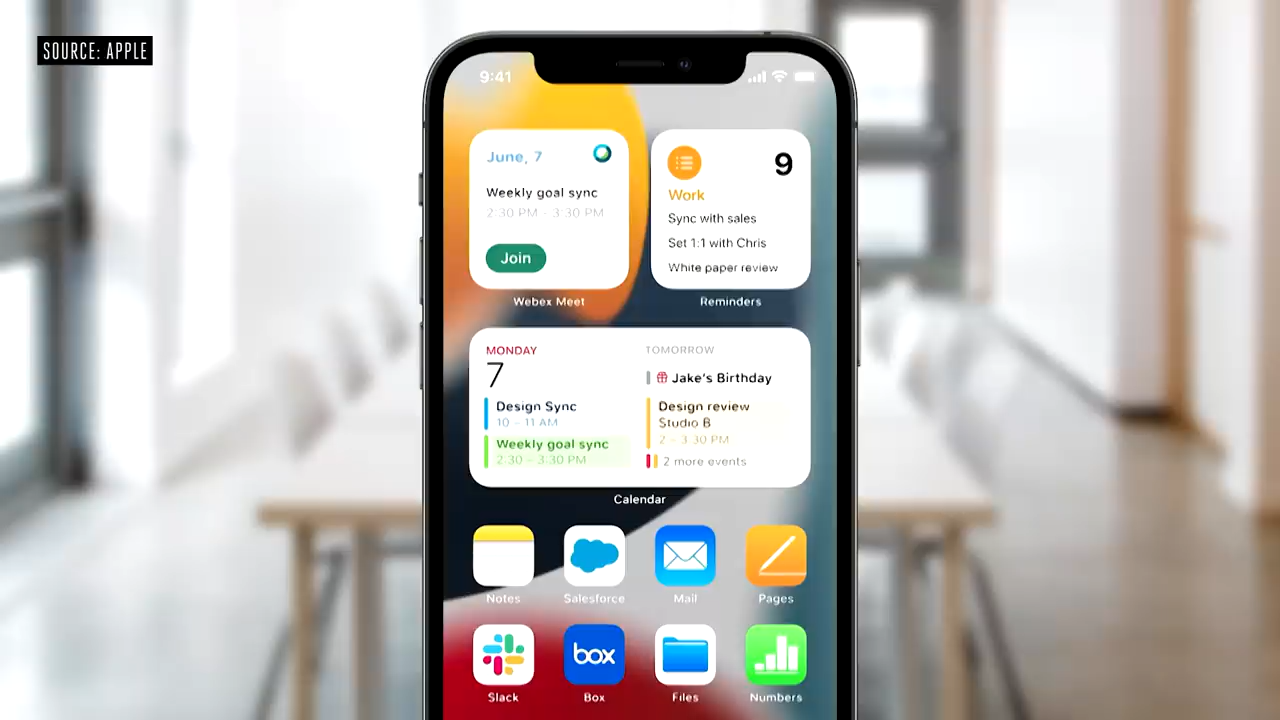 SOURCE: APPLE
9:41
June, 7
Weekly goal sync
2:30 PM - 3:30 PM
Join
Webex Meet
9
Work
Sync with sales
Set 1:1 with Chris
White paper review
Reminders
MONDAY
7
Design Sync
10 – 11 AM
Weekly goal sync
2:30 – 3:30 PM
TOMORROW
Jake's Birthday
Design review
Studio B
2 – 3:30 PM
2 more events
Calendar
Notes
Salesforce
Mail
Pages
box
Slack
Box
Files
Numbers